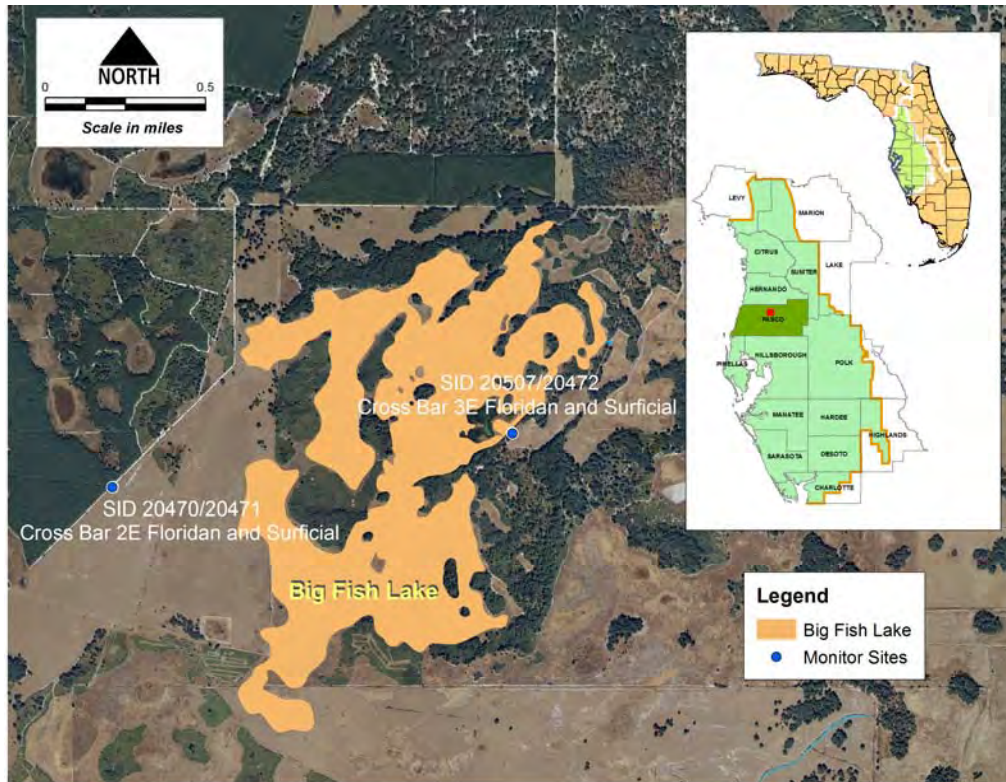 NORTH
0 0.5
Scale in miles
LEVY
MARION
CITRUS
SUMTER
LAKE
HERNANDO
PASCO
HILLSBOROUGH
POLK
PINELLAS
MANATEE
HARDEE
HIGHLANDS
SARASOTA
DESOTO
CHARLOTTE
SID 20507/20472
Cross Bar 3E Floridan and Surficial
SID 20470/20471
Cross Bar 2E Floridan and Surficial
Big Fish Lake
Legend
Big Fish Lake
Monitor Sites